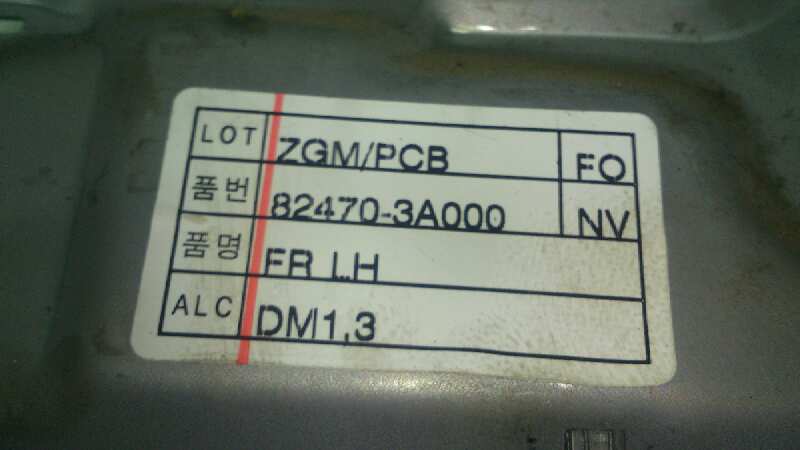 LOT ZGM/PCB FO
품번 82470-3A000 NV
품명 FR LH
ALC DM1,3